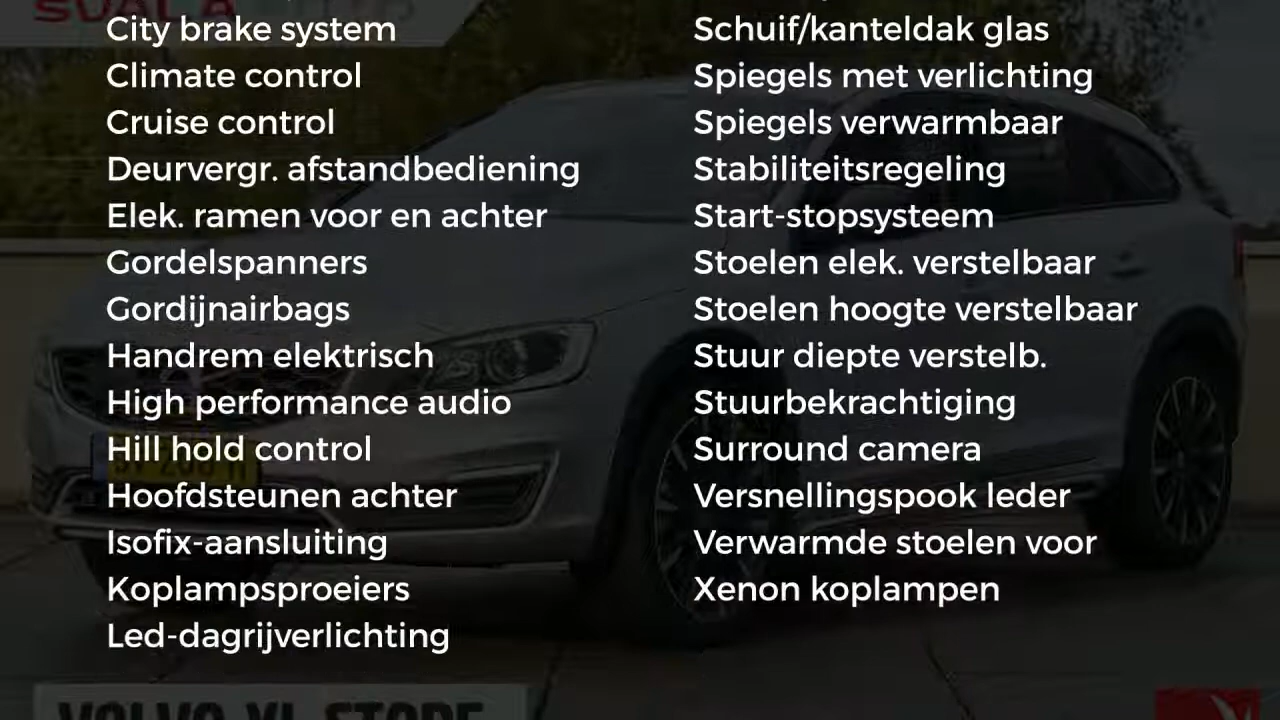 City brake system
Climate control
Cruise control
Deurvergr. afstandbediening
Elek. ramen voor en achter
Gordelspanners
Gordijnairbags
Handrem elektrisch
High performance audio
Hill hold control
Hoofdsteunen achter
Isofix-aansluiting
Koplampsproeiers
Led-dagrijverlichting
Schuif/kanteldak glas
Spiegels met verlichting
Spiegels verwarmbaar
Stabiliteitsregeling
Start-stopsysteem
Stoelen elek. verstelbaar
Stoelen hoogte verstelbaar
Stuur diepte verstelb.
Stuurbekrachtiging
Surround camera
Versnellingspook leder
Verwarmde stoelen voor
Xenon koplampen
VOLVO XL STORE